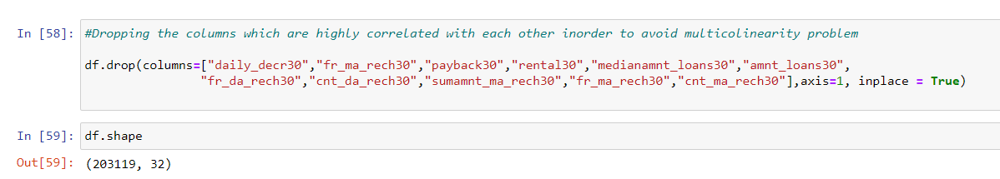 In [58]: #Dropping the columns which are highly correlated with each other inorder to avoid multicolinearity problem
df.drop(columns=["daily_decr30","fr_ma_rech30","payback30","rental30","medianamnt_loans30","amnt_loans30",
"fr_da_rech30","cnt_da_rech30","sumamnt_ma_rech30","fr_ma_rech30","cnt_ma_rech30"],axis=1, inplace = True)
In [59]: df.shape
Out[59]: (203119, 32)